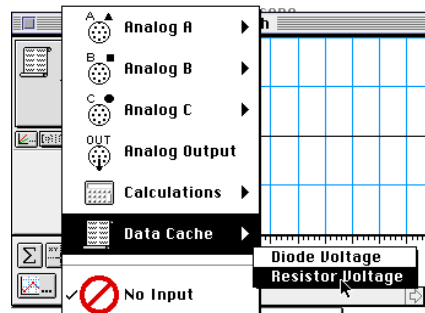 h
A
Analog A
B
Analog B
C
Analog C
OUT
Analog Output
Calculations
Data Cache
Diode Voltage
Resistor Voltage
No Input
Σ